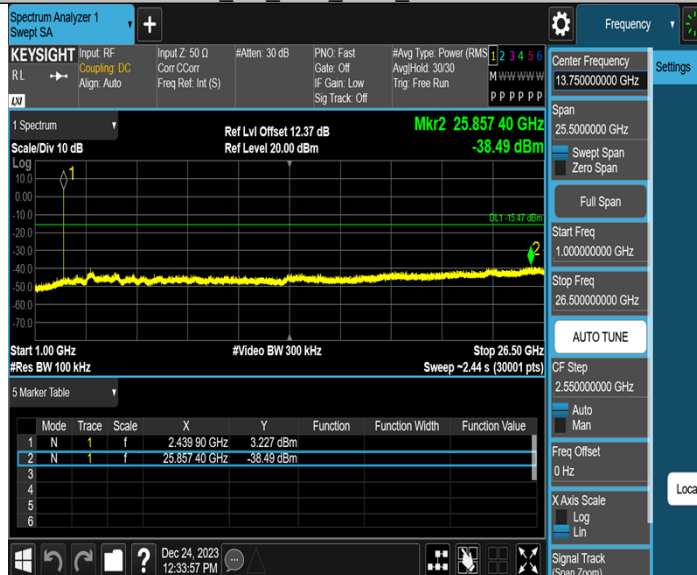 Spectrum Analyzer 1
Swept SA
+
Frequency
KEYSIGHT
RL
LXI
Input: RF
Coupling: DC
Align: Auto
Input Z: 50 Ω
Corr CCorr
Freq Ref: Int (S)
#Atten: 30 dB
PNO: Fast
Gate: Off
IF Gain: Low
Sig Track: Off
#Avg Type: Power (RMS
Avg|Hold: 30/30
Trig: Free Run
1 2 3 4 5 6
M W W W W W
P P P P P P
1 Spectrum
Scale/Div 10 dB
Ref Lvl Offset 12.37 dB
Ref Level 20.00 dBm
Mkr2 25.857 40 GHz
-38.49 dBm
Log
10.0
0.00
-10.0
-20.0
-30.0
-40.0
-50.0
-60.0
-70.0
1
DL1 -15.47 dBm
2
Start 1.00 GHz
#Res BW 100 kHz
#Video BW 300 kHz
Stop 26.50 GHz
Sweep ~2.44 s (30001 pts)
5 Marker Table
Mode Trace Scale X Y Function Function Width Function Value
1 N 1 f 2.439 90 GHz 3.227 dBm
2 N 1 f 25.857 40 GHz -38.49 dBm
3
4
5
6
?
Dec 24, 2023
12:33:57 PM
Center Frequency
13.750000000 GHz
Settings
Span
25.5000000 GHz
Swept Span
Zero Span
Full Span
Start Freq
1.000000000 GHz
Stop Freq
26.500000000 GHz
AUTO TUNE
CF Step
2.550000000 GHz
Auto
Man
Freq Offset
0 Hz
X Axis Scale
Log
Lin
Loca
Signal Track
(Span Zoom)